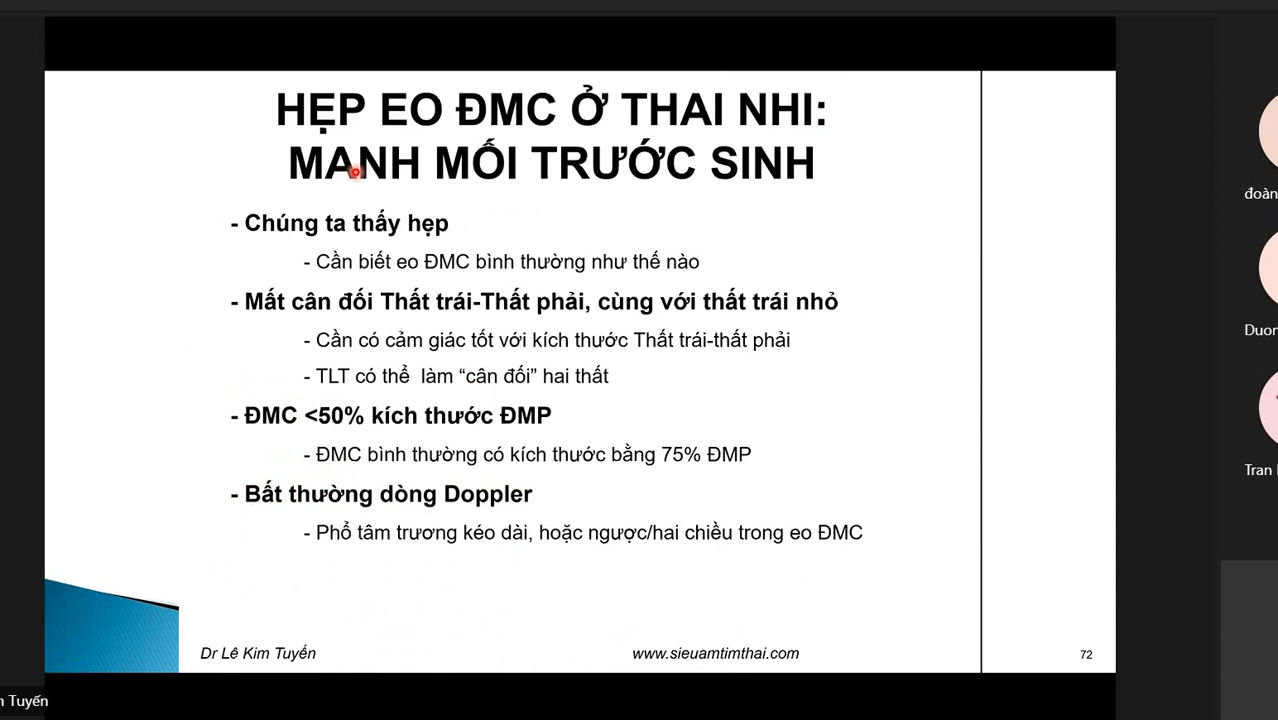 HẸP EO ĐMC Ở THAI NHI:
MANH MỐI TRƯỚC SINH
- Chúng ta thấy hẹp
- Cần biết eo ĐMC bình thường như thế nào
- Mất cân đối Thất trái-Thất phải, cùng với thất trái nhỏ
- Cần có cảm giác tốt với kích thước Thất trái-thất phải
- TLT có thể làm “cân đối” hai thất
- ĐMC <50% kích thước ĐMP
- ĐMC bình thường có kích thước bằng 75% ĐMP
- Bất thường dòng Doppler
- Phổ tâm trương kéo dài, hoặc ngược/hai chiều trong eo ĐMC
Dr Lê Kim Tuyến
www.sieuamtimthai.com
72
đoàn
Duon
Tran
Tuyến